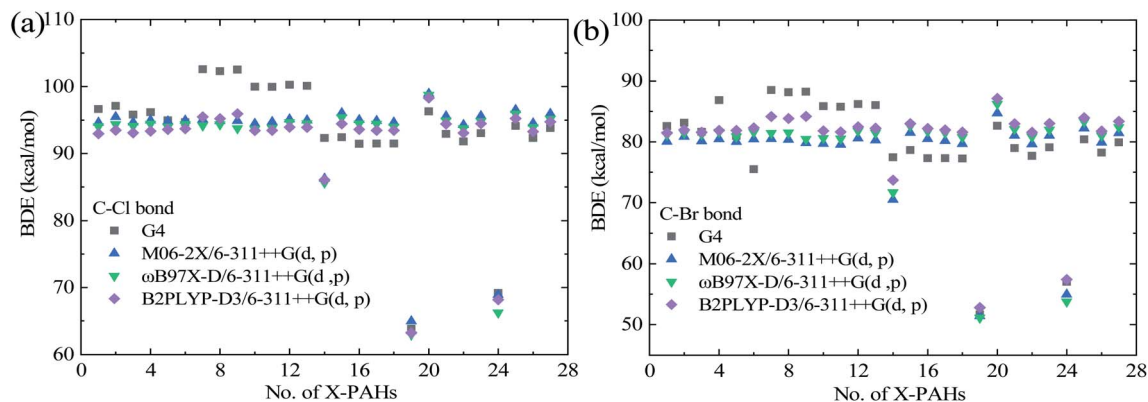 (a)
BDE (kcal/mol)
110
100
90
80
70
60
C-Cl bond
G4
M06-2X/6-311++G(d, p)
ωB97X-D/6-311++G(d ,p)
B2PLYP-D3/6-311++G(d, p)
0 4 8 12 16 20 24 28
No. of X-PAHs
(b)
BDE (kcal/mol)
100
90
80
70
60
50
C-Br bond
G4
M06-2X/6-311++G(d, p)
ωB97X-D/6-311++G(d ,p)
B2PLYP-D3/6-311++G(d, p)
0 4 8 12 16 20 24 28
No. of X-PAHs